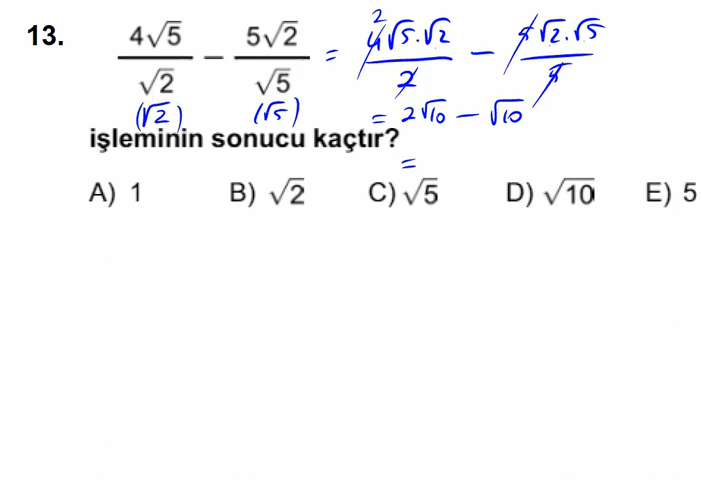 13. 4√5/√2 − 5√2/√5 = 4√5·√2/2 − 5√2·√5/5
2
(√2) (√5) = 2√10 − √10
işleminin sonucu kaçtır?
=
A) 1 B) √2 C) √5 D) √10 E) 5